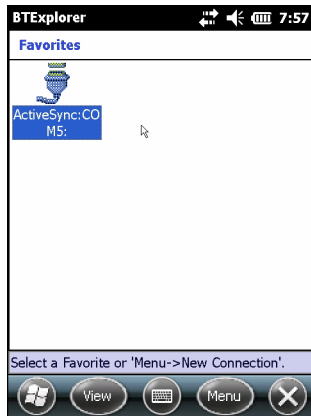 BTExplorer 7:57
Favorites
ActiveSync:CO
M5:
Select a Favorite or 'Menu->New Connection'.
View Menu